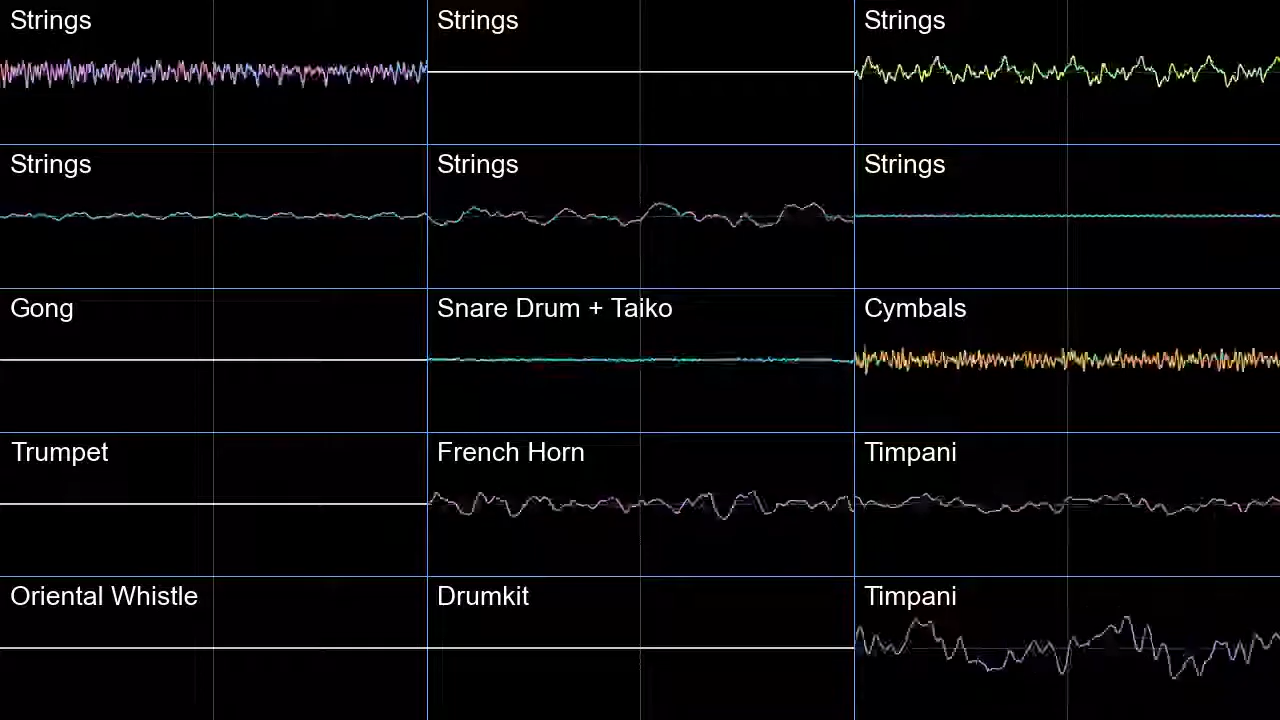 Strings
Strings
Strings
Strings
Strings
Strings
Gong
Snare Drum + Taiko
Cymbals
Trumpet
French Horn
Timpani
Oriental Whistle
Drumkit
Timpani